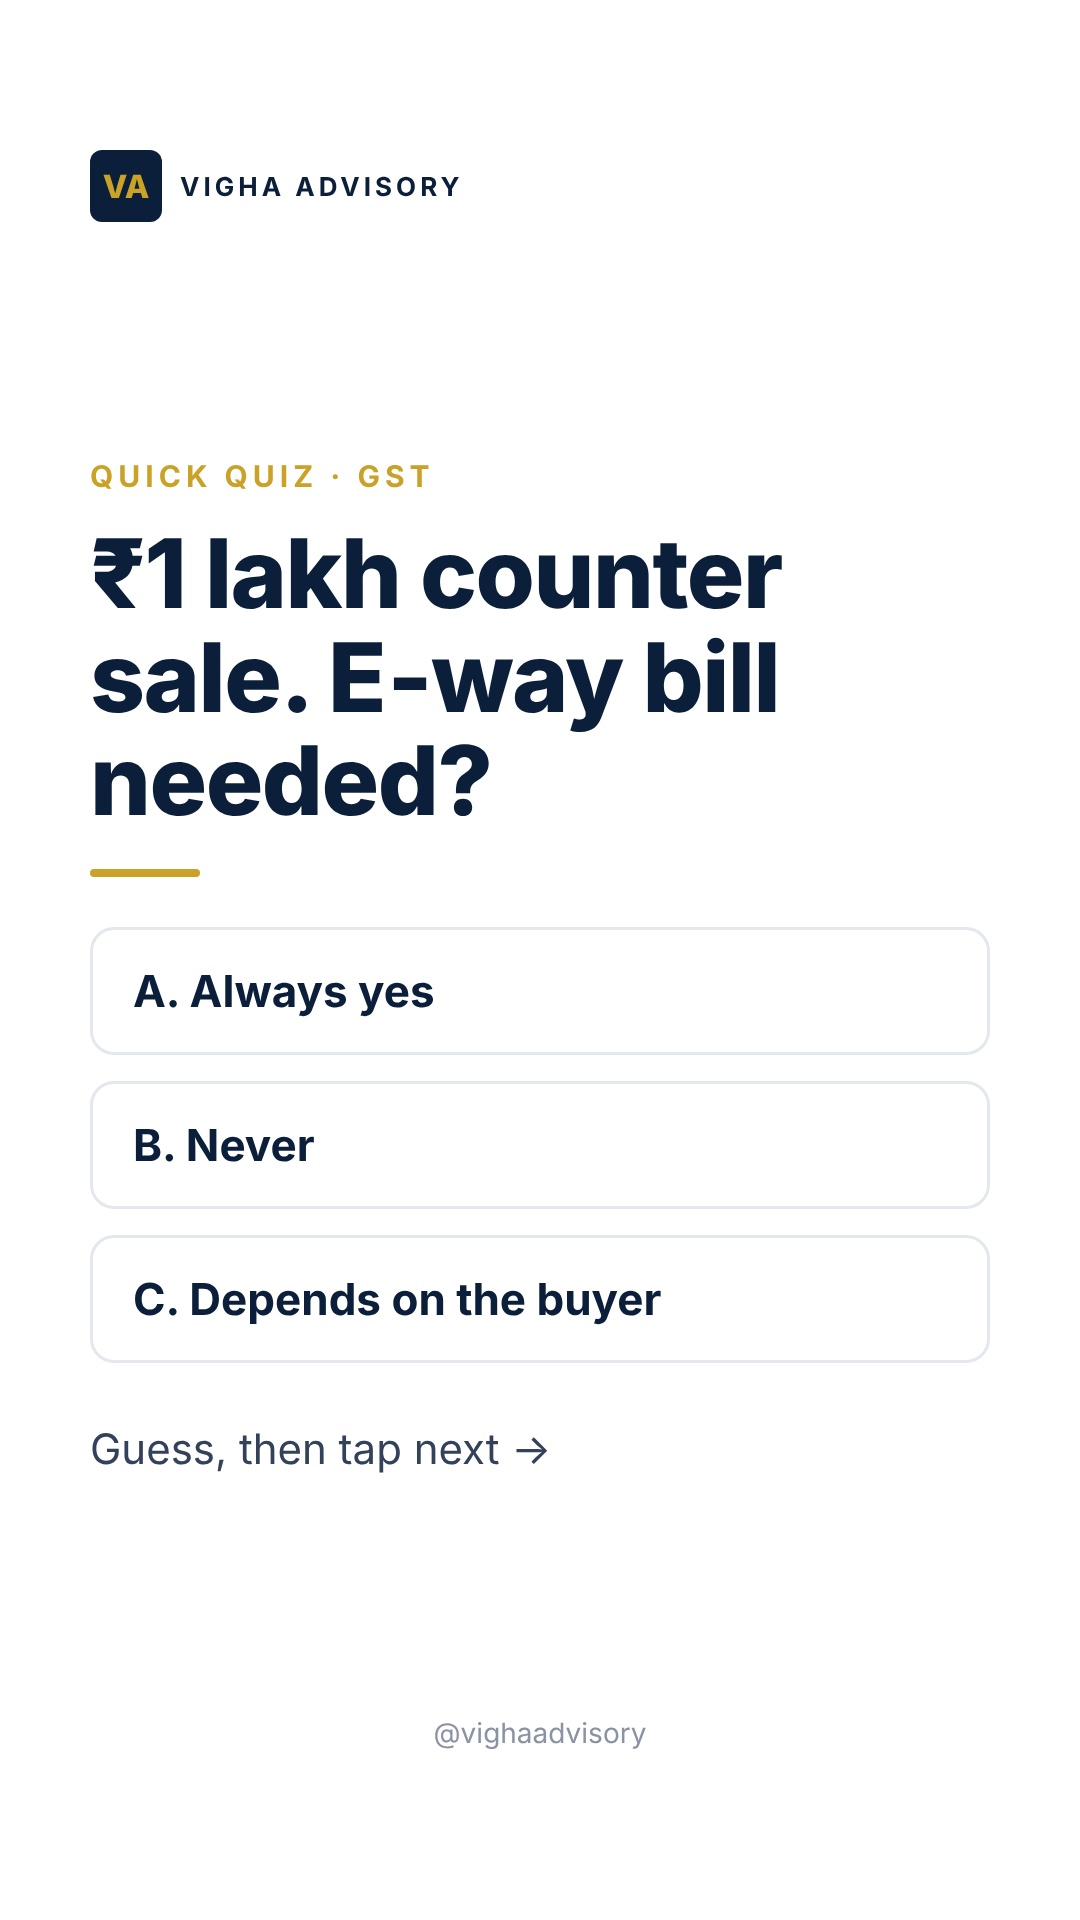 VA VIGHA ADVISORY
QUICK QUIZ · GST
₹1 lakh counter
sale. E-way bill
needed?
A. Always yes
B. Never
C. Depends on the buyer
Guess, then tap next →
@vighaadvisory